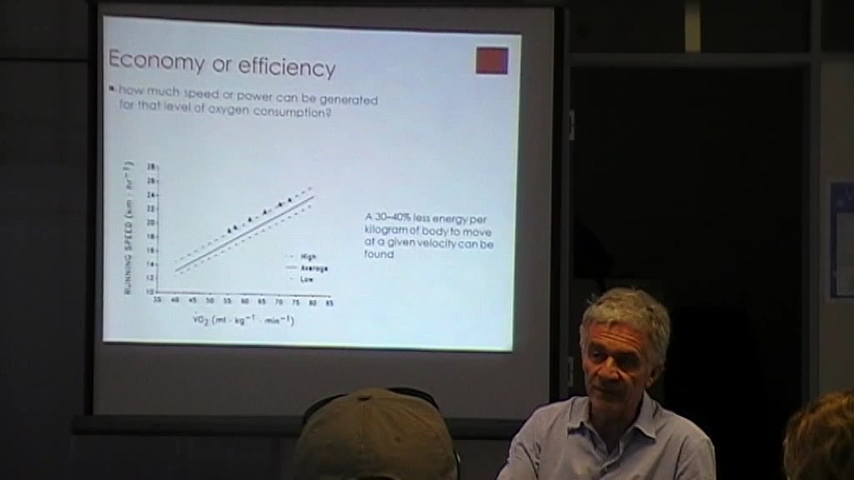 Economy or efficiency
how much speed or power can be generated
for that level of oxygen consumption?
28
26
24
22
20
18
16
14
12
10
RUNNING SPEED (km · hr⁻¹)
A 30–40% less energy per
kilogram of body to move
at a given velocity can be
found
High
Average
Low
35 40 45 50 55 60 65 70 75 80 85
V̇O₂ (ml · kg⁻¹ · min⁻¹)